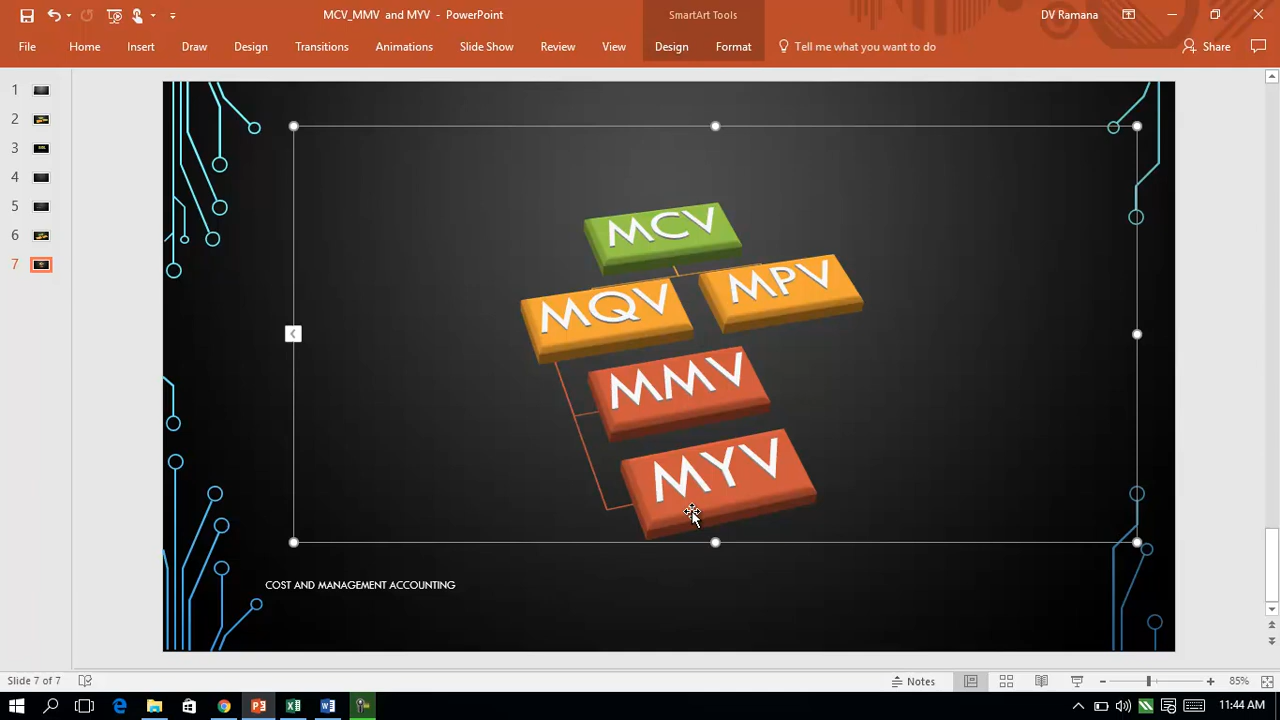 MCV_MMV and MYV - PowerPoint
SmartArt Tools
DV Ramana
File Home Insert Draw Design Transitions Animations Slide Show Review View Design Format Tell me what you want to do Share
1
2
3
4
5
6
7
MCV
MQV MPV
MMV
MYV
COST AND MANAGEMENT ACCOUNTING
Slide 7 of 7 Notes 85%
11:44 AM